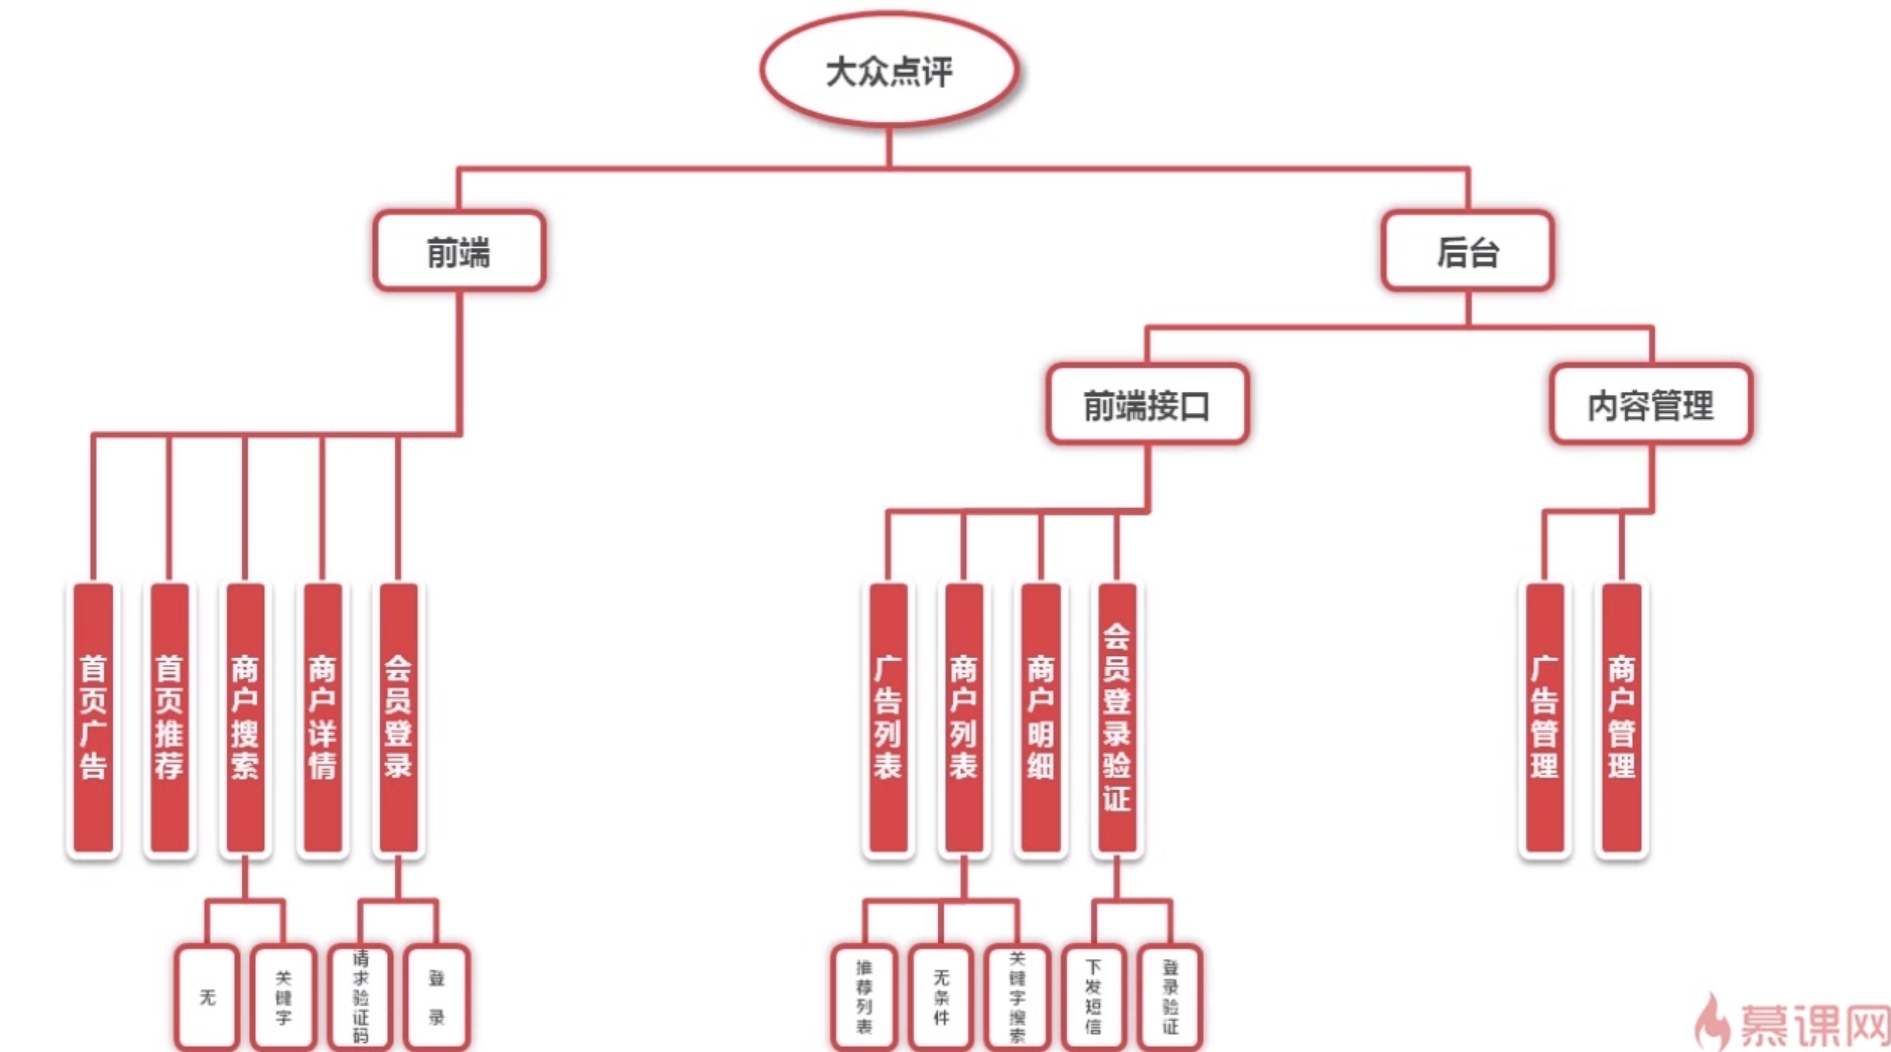 大众点评
前端
后台
前端接口
内容管理
首页广告
首页推荐
商户搜索
商户详情
会员登录
广告列表
商户列表
商户明细
会员登录验证
广告管理
商户管理
无
关键字
请求验证码
登录
推荐列表
无条件
关键字搜索
下发短信
登录验证
慕课网